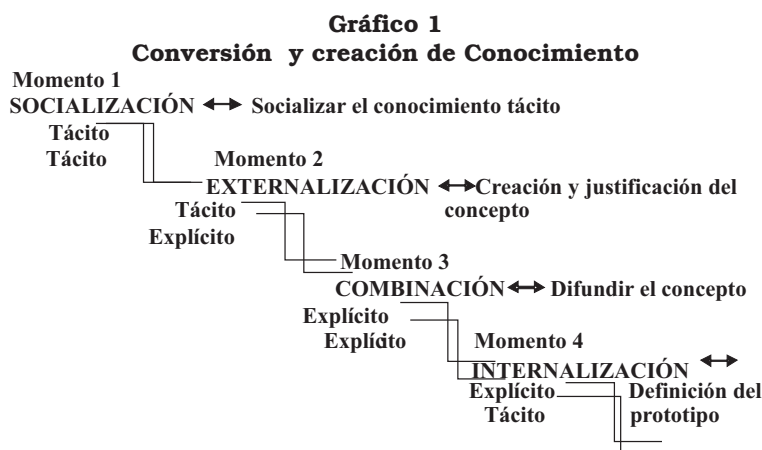 Gráfico 1
Conversión y creación de Conocimiento
Momento 1
SOCIALIZACIÓN ↔ Socializar el conocimiento tácito
Tácito
Tácito
Momento 2
EXTERNALIZACIÓN ↔ Creación y justificación del
concepto
Tácito
Explícito
Momento 3
COMBINACIÓN ↔ Difundir el concepto
Explícito
Explícito
Momento 4
INTERNALIZACIÓN ↔
Explícito Definición del
Tácito prototipo